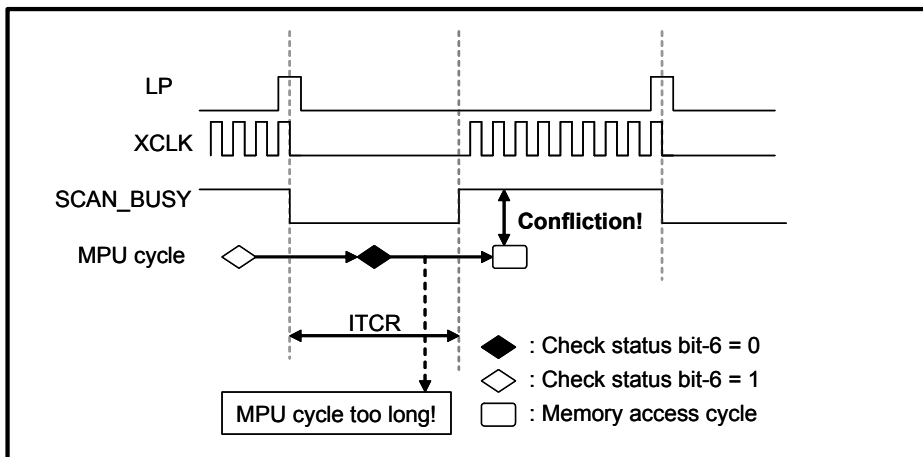 LP
XCLK
SCAN_BUSY
Confliction!
MPU cycle
ITCR
: Check status bit-6 = 0
: Check status bit-6 = 1
MPU cycle too long!
: Memory access cycle